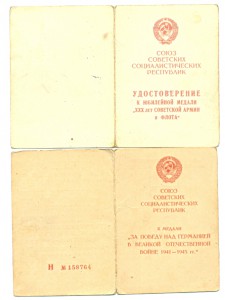 СОЮЗ
СОВЕТСКИХ
СОЦИАЛИСТИЧЕСКИХ
РЕСПУБЛИК
УДОСТОВЕРЕНИЕ
К ЮБИЛЕЙНОЙ МЕДАЛИ
"ХХХ лет СОВЕТСКОЙ АРМИИ
и ФЛОТА"
СОЮЗ
СОВЕТСКИХ
СОЦИАЛИСТИЧЕСКИХ
РЕСПУБЛИК
К МЕДАЛИ
"ЗА ПОБЕДУ НАД ГЕРМАНИЕЙ
В ВЕЛИКОЙ ОТЕЧЕСТВЕННОЙ
ВОЙНЕ 1941—1945 гг."
Н № 150764